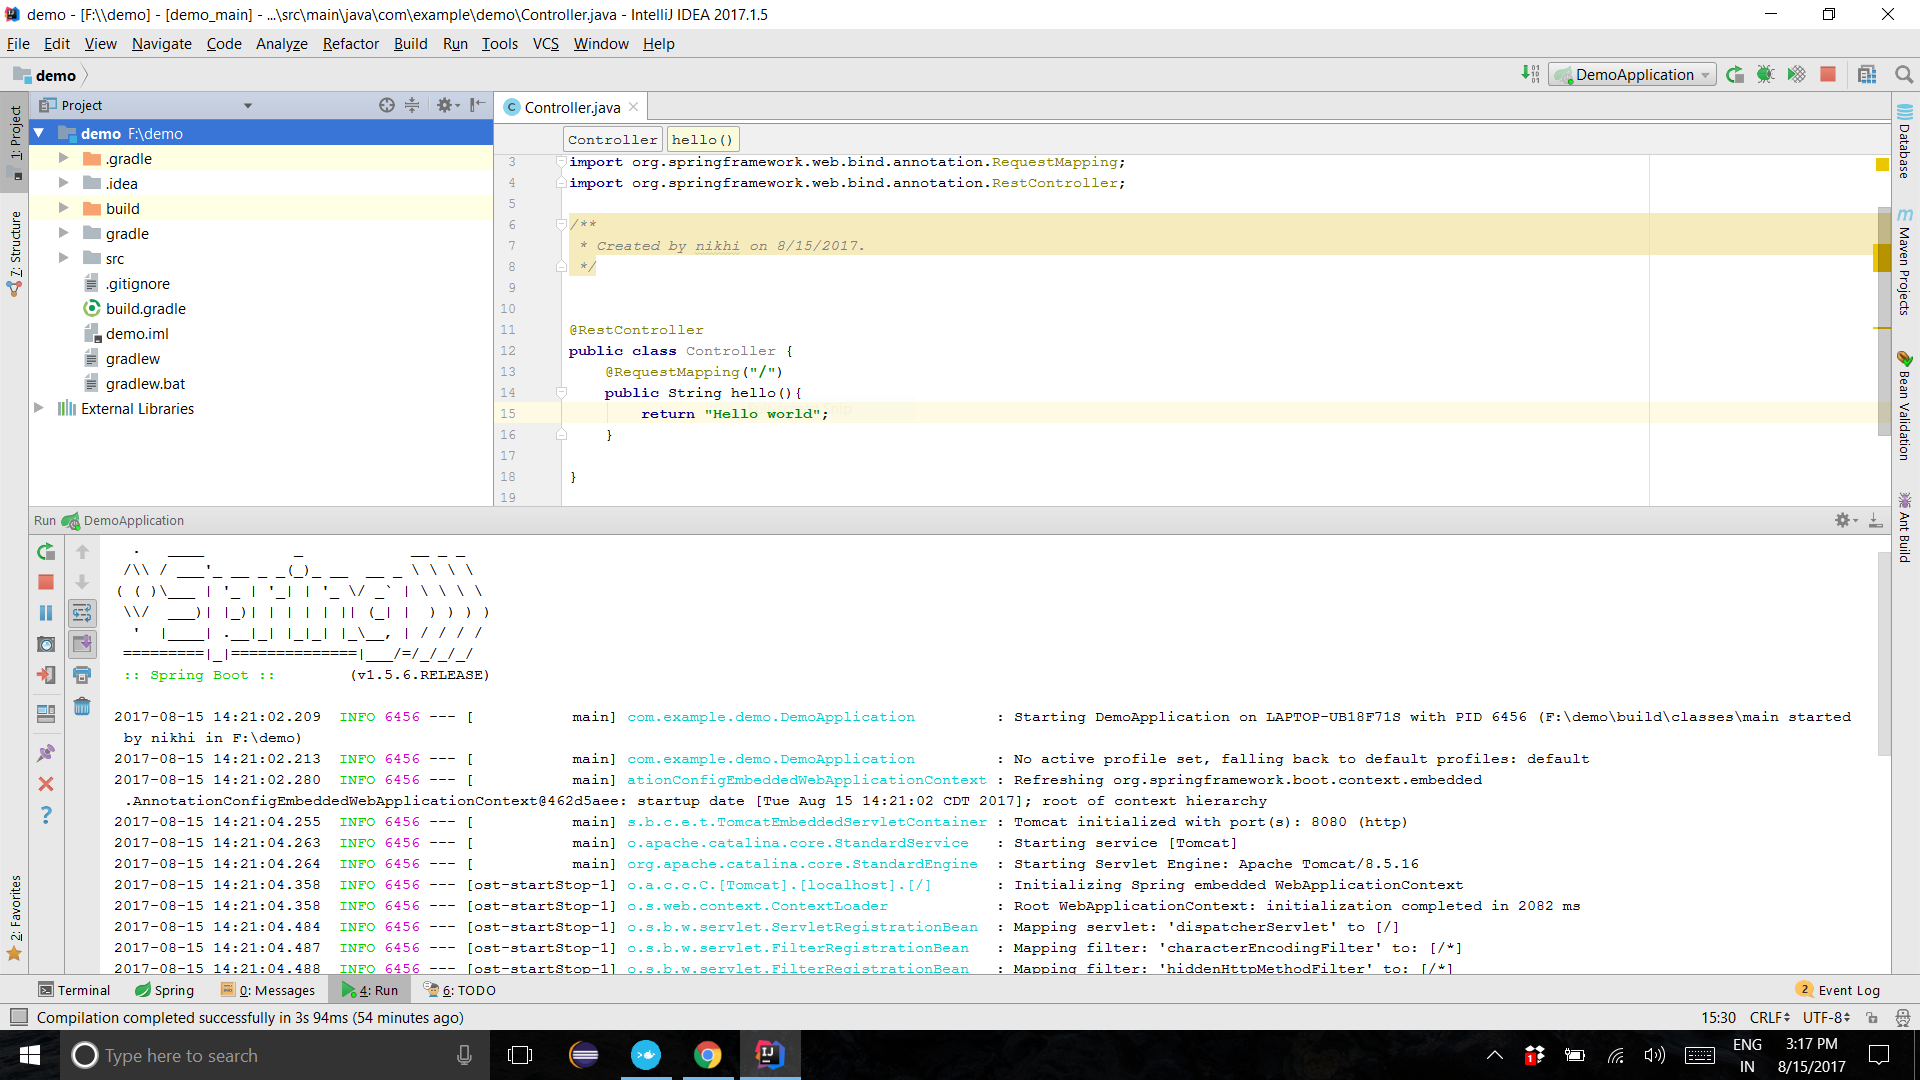 demo - [F:\\demo] - [demo_main] - ...\src\main\java\com\example\demo\Controller.java - IntelliJ IDEA 2017.1.5
File Edit View Navigate Code Analyze Refactor Build Run Tools VCS Window Help
demo
DemoApplication
1: Project
7: Structure
2: Favorites
Project
demo F:\demo
.gradle
.idea
build
gradle
src
.gitignore
build.gradle
demo.iml
gradlew
gradlew.bat
External Libraries
Controller.java
Controller hello()
3 import org.springframework.web.bind.annotation.RequestMapping;
4 import org.springframework.web.bind.annotation.RestController;
5
6 /**
7 * Created by nikhi on 8/15/2017.
8 */
9
10
11 @RestController
12 public class Controller {
13 @RequestMapping("/")
14 public String hello(){
15 return "Hello world";
16 }
17
18 }
19
Database
Maven Projects
Bean Validation
Ant Build
Run DemoApplication
:: Spring Boot :: (v1.5.6.RELEASE)
2017-08-15 14:21:02.209 INFO 6456 --- [ main] com.example.demo.DemoApplication : Starting DemoApplication on LAPTOP-UB18F71S with PID 6456 (F:\demo\build\classes\main started
by nikhi in F:\demo)
2017-08-15 14:21:02.213 INFO 6456 --- [ main] com.example.demo.DemoApplication : No active profile set, falling back to default profiles: default
2017-08-15 14:21:02.280 INFO 6456 --- [ main] ationConfigEmbeddedWebApplicationContext : Refreshing org.springframework.boot.context.embedded
.AnnotationConfigEmbeddedWebApplicationContext@462d5aee: startup date [Tue Aug 15 14:21:02 CDT 2017]; root of context hierarchy
2017-08-15 14:21:04.255 INFO 6456 --- [ main] s.b.c.e.t.TomcatEmbeddedServletContainer : Tomcat initialized with port(s): 8080 (http)
2017-08-15 14:21:04.263 INFO 6456 --- [ main] o.apache.catalina.core.StandardService : Starting service [Tomcat]
2017-08-15 14:21:04.264 INFO 6456 --- [ main] org.apache.catalina.core.StandardEngine : Starting Servlet Engine: Apache Tomcat/8.5.16
2017-08-15 14:21:04.358 INFO 6456 --- [ost-startStop-1] o.a.c.c.C.[Tomcat].[localhost].[/] : Initializing Spring embedded WebApplicationContext
2017-08-15 14:21:04.358 INFO 6456 --- [ost-startStop-1] o.s.web.context.ContextLoader : Root WebApplicationContext: initialization completed in 2082 ms
2017-08-15 14:21:04.484 INFO 6456 --- [ost-startStop-1] o.s.b.w.servlet.ServletRegistrationBean : Mapping servlet: 'dispatcherServlet' to [/]
2017-08-15 14:21:04.487 INFO 6456 --- [ost-startStop-1] o.s.b.w.servlet.FilterRegistrationBean : Mapping filter: 'characterEncodingFilter' to: [/*]
2017-08-15 14:21:04.488 INFO 6456 --- [ost-startStop-1] o.s.b.w.servlet.FilterRegistrationBean : Mapping filter: 'hiddenHttpMethodFilter' to: [/*]
Terminal Spring 0: Messages 4: Run 6: TODO 2 Event Log
Compilation completed successfully in 3s 94ms (54 minutes ago) 15:30 CRLF UTF-8
Type here to search
1
ENG
IN
3:17 PM
8/15/2017